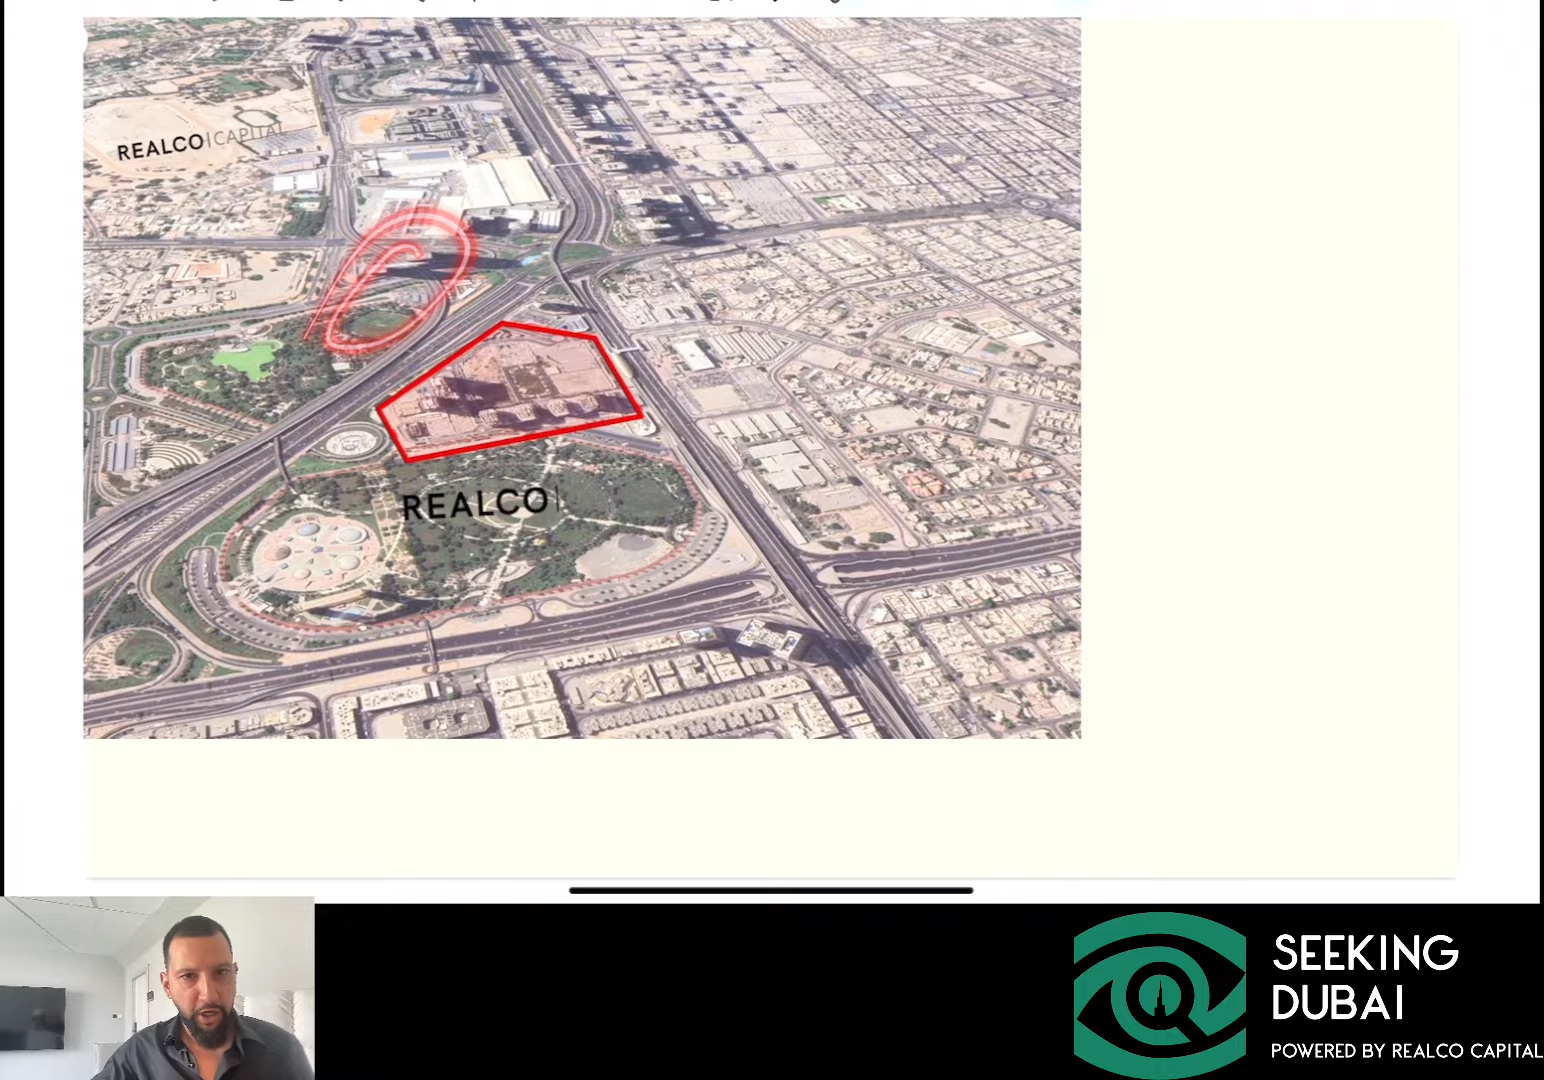 REALCO|CAPITAL
REALCO|
SEEKING
DUBAI
POWERED BY REALCO CAPITAL